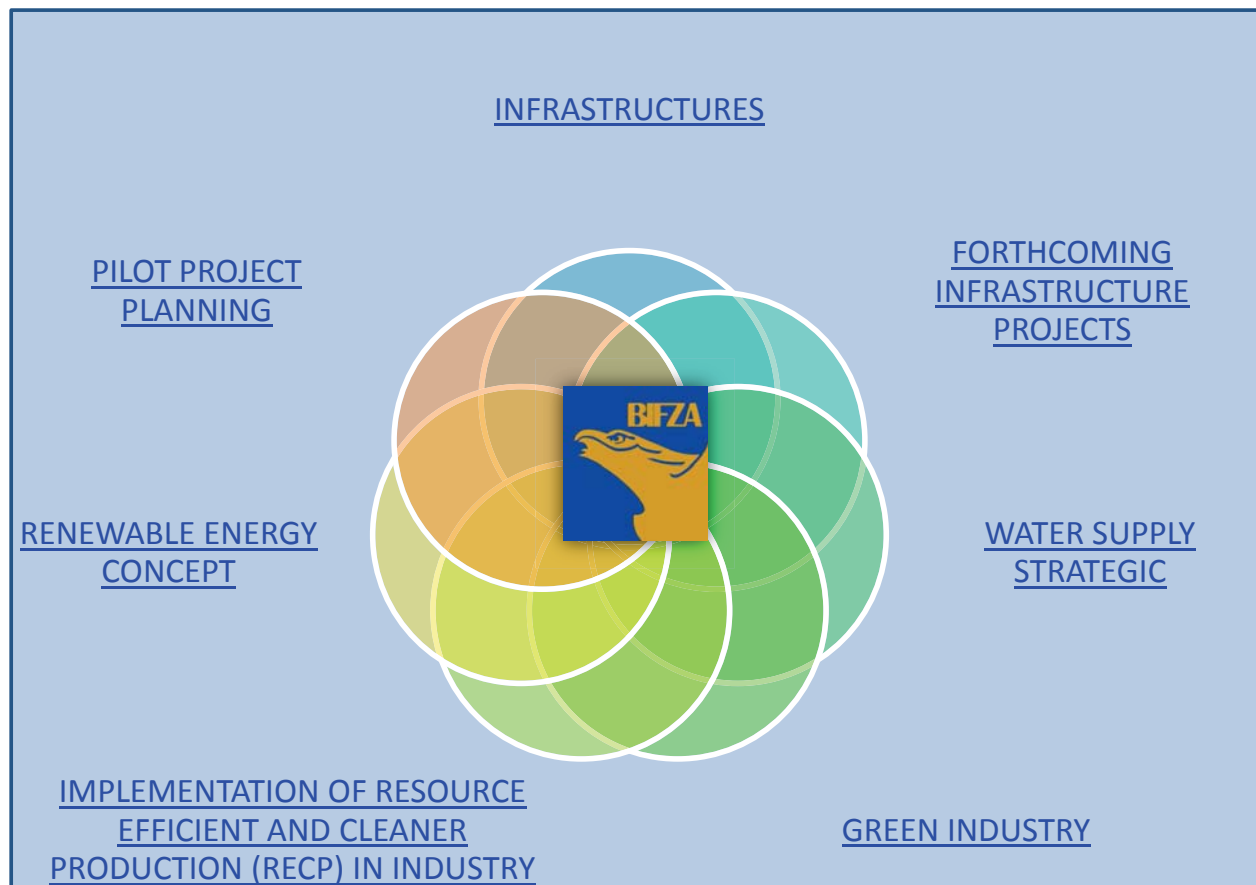 INFRASTRUCTURES
FORTHCOMING
INFRASTRUCTURE
PROJECTS
WATER SUPPLY
STRATEGIC
GREEN INDUSTRY
IMPLEMENTATION OF RESOURCE
EFFICIENT AND CLEANER
PRODUCTION (RECP) IN INDUSTRY
RENEWABLE ENERGY
CONCEPT
PILOT PROJECT
PLANNING
BIFZA